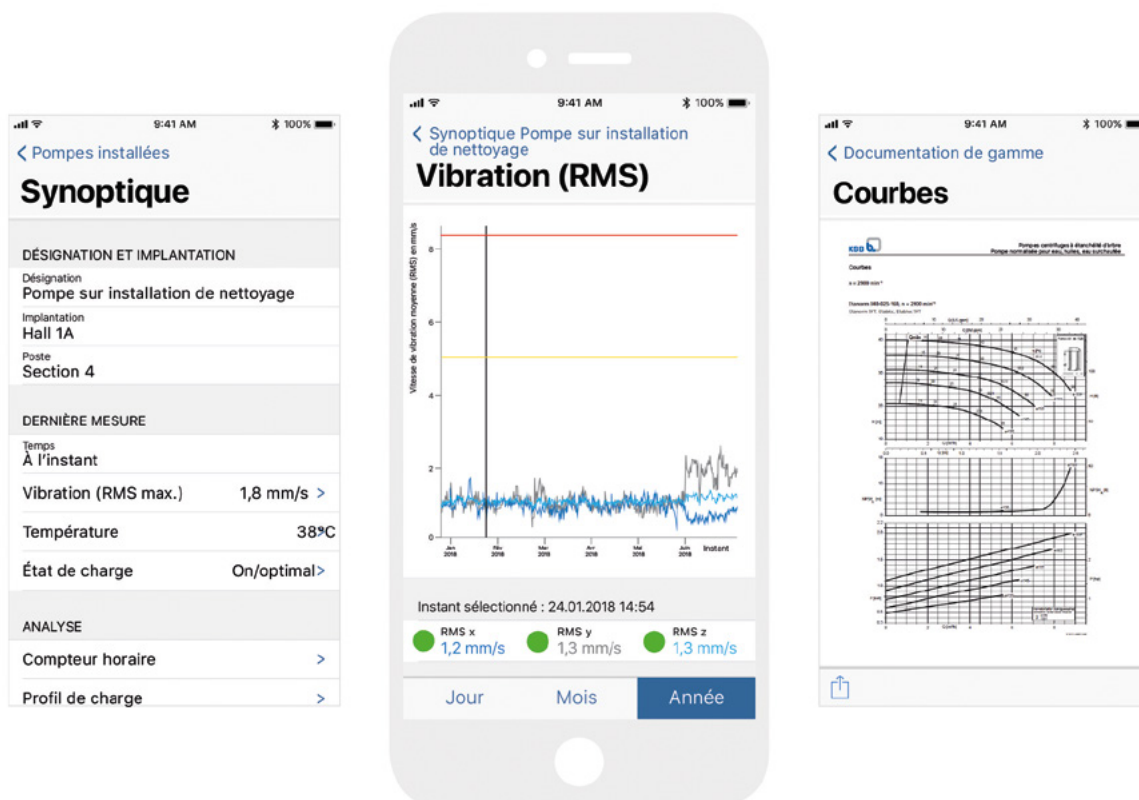 9:41 AM 100%
Pompes installées
Synoptique
DÉSIGNATION ET IMPLANTATION
Désignation
Pompe sur installation de nettoyage
Implantation
Hall 1A
Poste
Section 4
DERNIÈRE MESURE
Temps
À l'instant
Vibration (RMS max.) 1,8 mm/s >
Température 38°C
État de charge On/optimal>
ANALYSE
Compteur horaire >
Profil de charge >
9:41 AM 100%
Synoptique Pompe sur installation
de nettoyage
Vibration (RMS)
Vitesse de vibration moyenne (RMS) en mm/s
8
6
4
2
0
Jan Fév Mar Avr Mai Juin Instant
2018 2018 2018 2018 2018 2018
Instant sélectionné : 24.01.2018 14:54
RMS x RMS y RMS z
1,2 mm/s 1,3 mm/s 1,3 mm/s
Jour Mois Année
9:41 AM 100%
Documentation de gamme
Courbes
KSB
Pompes centrifuges à étanchéité d'arbre
Pompe normalisée pour eau, huiles, eau surchauffée
Courbes
n = 2900 min⁻¹